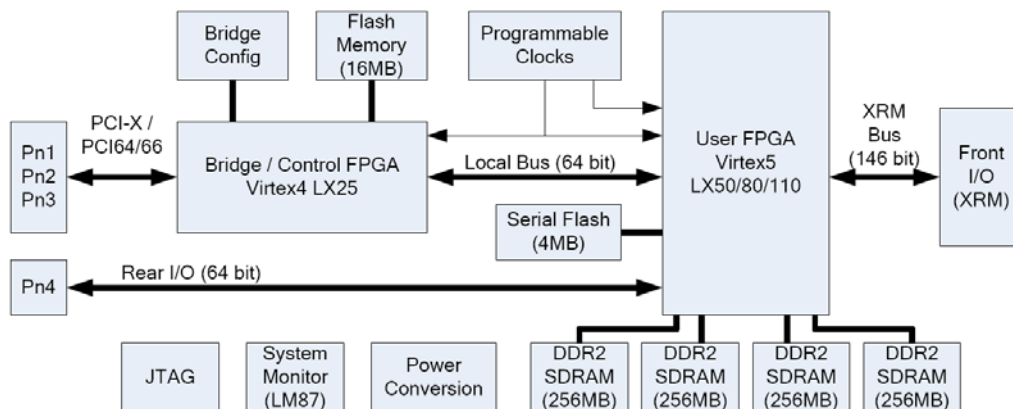 Bridge
Config
Flash
Memory
(16MB)
Programmable
Clocks
PCI-X /
PCI64/66
Pn1
Pn2
Pn3
Bridge / Control FPGA
Virtex4 LX25
Local Bus (64 bit)
User FPGA
Virtex5
LX50/80/110
XRM
Bus
(146 bit)
Front
I/O
(XRM)
Serial Flash
(4MB)
Pn4
Rear I/O (64 bit)
JTAG
System
Monitor
(LM87)
Power
Conversion
DDR2
SDRAM
(256MB)
DDR2
SDRAM
(256MB)
DDR2
SDRAM
(256MB)
DDR2
SDRAM
(256MB)